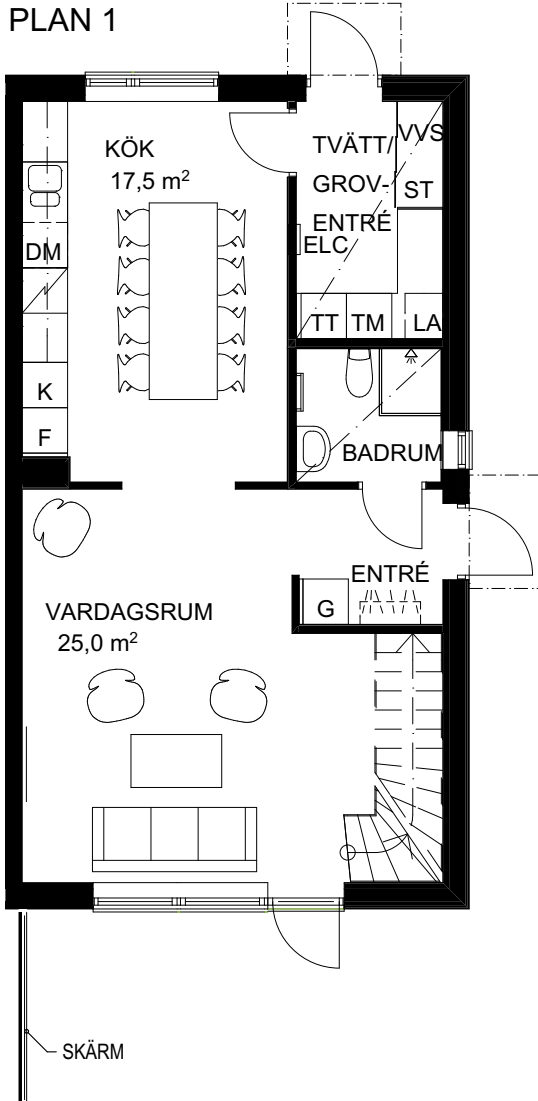 PLAN 1
KÖK
17,5 m²
TVÄTT/
GROV-
ENTRÉ
VVS
ST
ELC
DM
TT
TM
LA
K
F
BADRUM
ENTRÉ
G
VARDAGSRUM
25,0 m²
SKÄRM